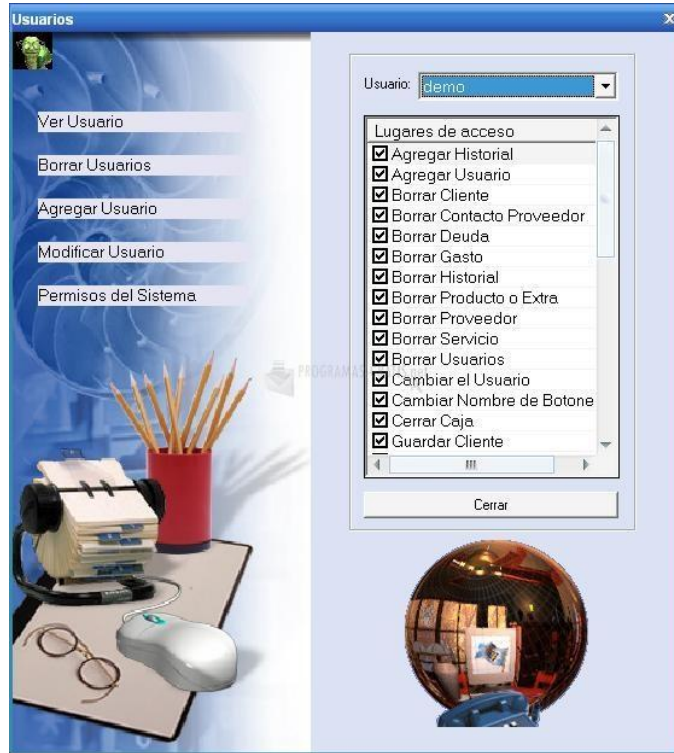 Usuarios
Ver Usuario
Borrar Usuarios
Agregar Usuario
Modificar Usuario
Permisos del Sistema
Usuario:
demo
Lugares de acceso
Agregar Historial
Agregar Usuario
Borrar Cliente
Borrar Contacto Proveedor
Borrar Deuda
Borrar Gasto
Borrar Historial
Borrar Producto o Extra
Borrar Proveedor
Borrar Servicio
Borrar Usuarios
Cambiar el Usuario
Cambiar Nombre de Botone
Cerrar Caja
Guardar Cliente
Cerrar